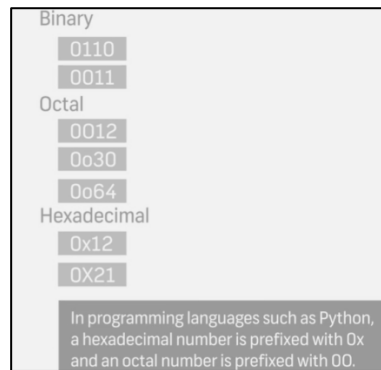 Binary
0110
0011
Octal
0O12
0o30
0o64
Hexadecimal
0x12
0X21
In programming languages such as Python,
a hexadecimal number is prefixed with 0x
and an octal number is prefixed with 0O.